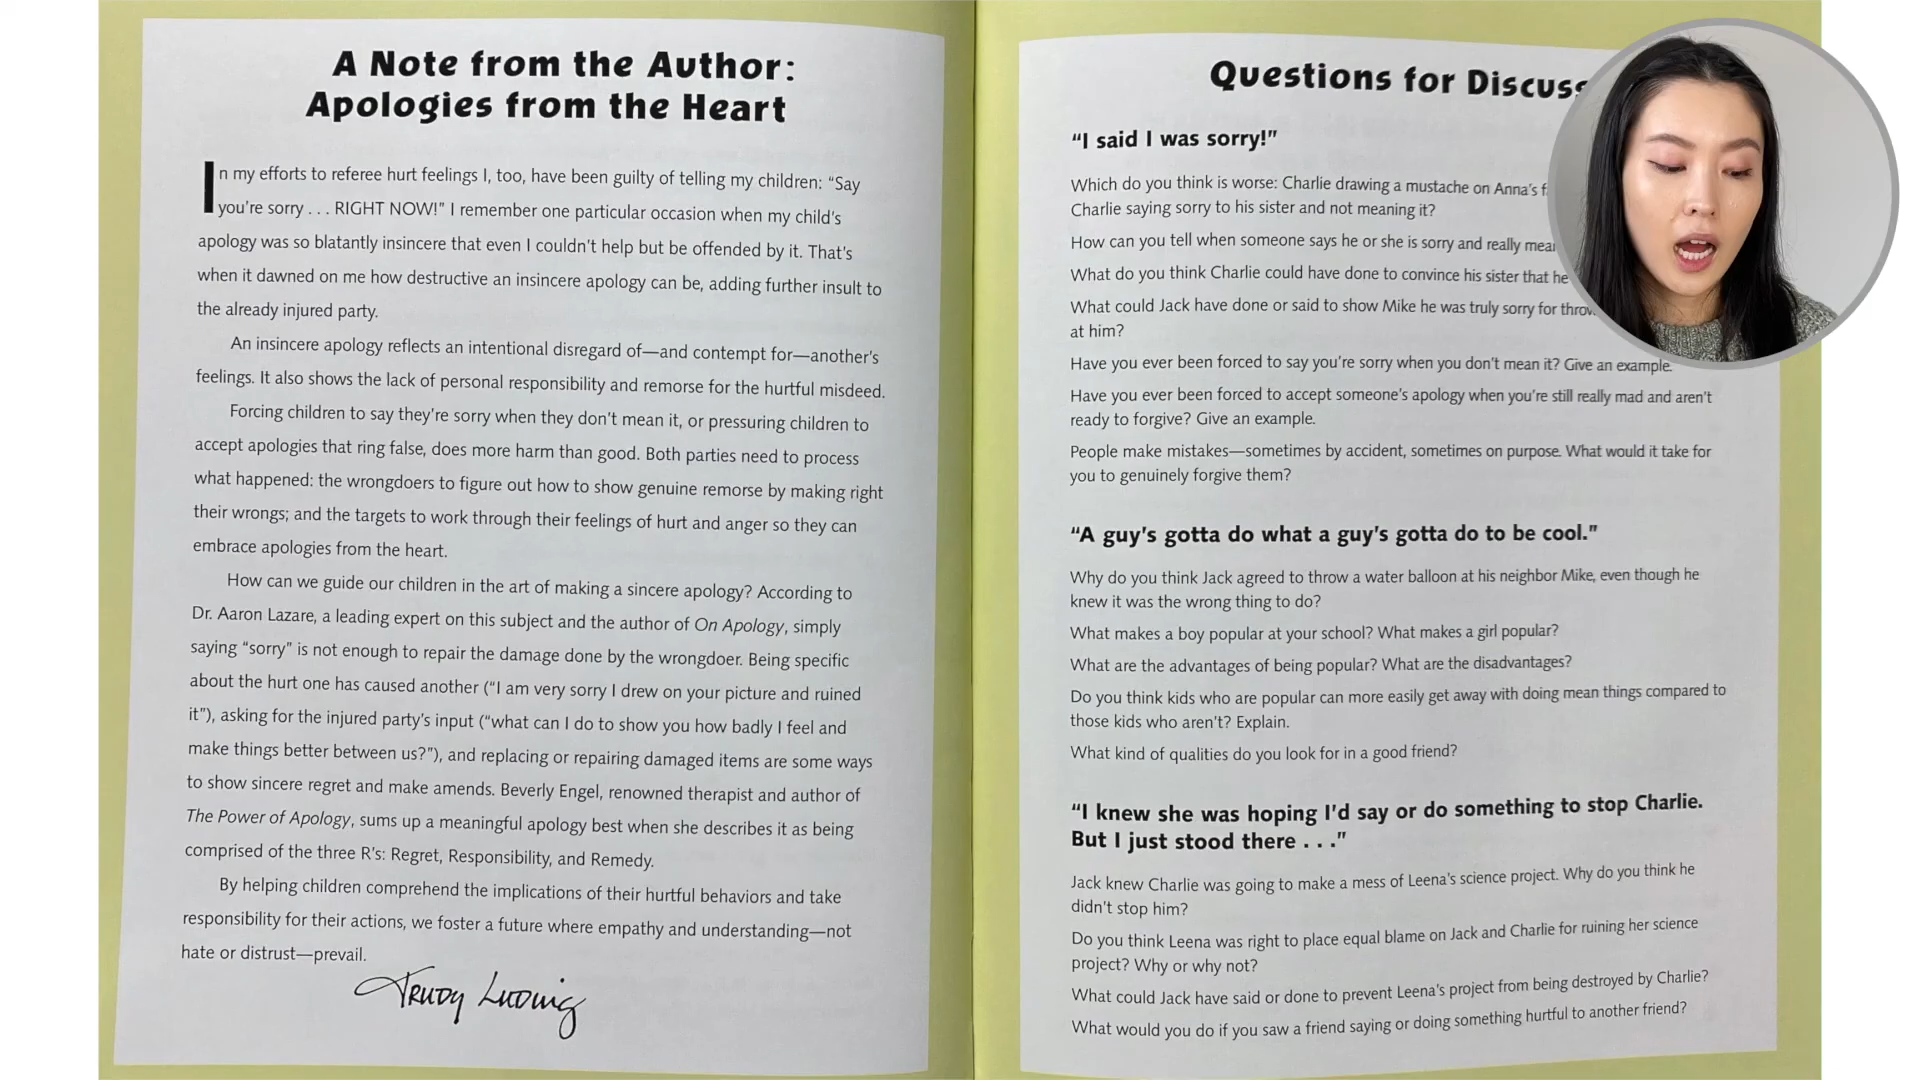 A Note from the Author:
Apologies from the Heart
In my efforts to referee hurt feelings I, too, have been guilty of telling my children: “Say
you’re sorry . . . RIGHT NOW!” I remember one particular occasion when my child’s
apology was so blatantly insincere that even I couldn’t help but be offended by it. That’s
when it dawned on me how destructive an insincere apology can be, adding further insult to
the already injured party.
An insincere apology reflects an intentional disregard of—and contempt for—another’s
feelings. It also shows the lack of personal responsibility and remorse for the hurtful misdeed.
Forcing children to say they’re sorry when they don’t mean it, or pressuring children to
accept apologies that ring false, does more harm than good. Both parties need to process
what happened: the wrongdoers to figure out how to show genuine remorse by making right
their wrongs; and the targets to work through their feelings of hurt and anger so they can
embrace apologies from the heart.
How can we guide our children in the art of making a sincere apology? According to
Dr. Aaron Lazare, a leading expert on this subject and the author of On Apology, simply
saying “sorry” is not enough to repair the damage done by the wrongdoer. Being specific
about the hurt one has caused another (“I am very sorry I drew on your picture and ruined
it”), asking for the injured party’s input (“what can I do to show you how badly I feel and
make things better between us?”), and replacing or repairing damaged items are some ways
to show sincere regret and make amends. Beverly Engel, renowned therapist and author of
The Power of Apology, sums up a meaningful apology best when she describes it as being
comprised of the three R’s: Regret, Responsibility, and Remedy.
By helping children comprehend the implications of their hurtful behaviors and take
responsibility for their actions, we foster a future where empathy and understanding—not
hate or distrust—prevail.
Trudy Ludwig
Questions for
“I said I was sorry!”
Which do you think is worse: Charlie drawing a mustache on Anna’s
Charlie saying sorry to his sister and not meaning it?
How can you tell when someone says he or she is sorry and really
What do you think Charlie could have done to convince his sister that he
What could Jack have done or said to show Mike he was truly sorry for
at him?
Have you ever been forced to say you’re sorry when you don’t mean it? Give an example.
Have you ever been forced to accept someone’s apology when you’re still really mad and aren’t
ready to forgive? Give an example.
People make mistakes—sometimes by accident, sometimes on purpose. What would it take for
you to genuinely forgive them?
“A guy’s gotta do what a guy’s gotta do to be cool.”
Why do you think Jack agreed to throw a water balloon at his neighbor Mike, even though he
knew it was the wrong thing to do?
What makes a boy popular at your school? What makes a girl popular?
What are the advantages of being popular? What are the disadvantages?
Do you think kids who are popular can more easily get away with doing mean things compared to
those kids who aren’t? Explain.
What kind of qualities do you look for in a good friend?
“I knew she was hoping I’d say or do something to stop Charlie.
But I just stood there . . .”
Jack knew Charlie was going to make a mess of Leena’s science project. Why do you think he
didn’t stop him?
Do you think Leena was right to place equal blame on Jack and Charlie for ruining her science
project? Why or why not?
What could Jack have said or done to prevent Leena’s project from being destroyed by Charlie?
What would you do if you saw a friend saying or doing something hurtful to another friend?